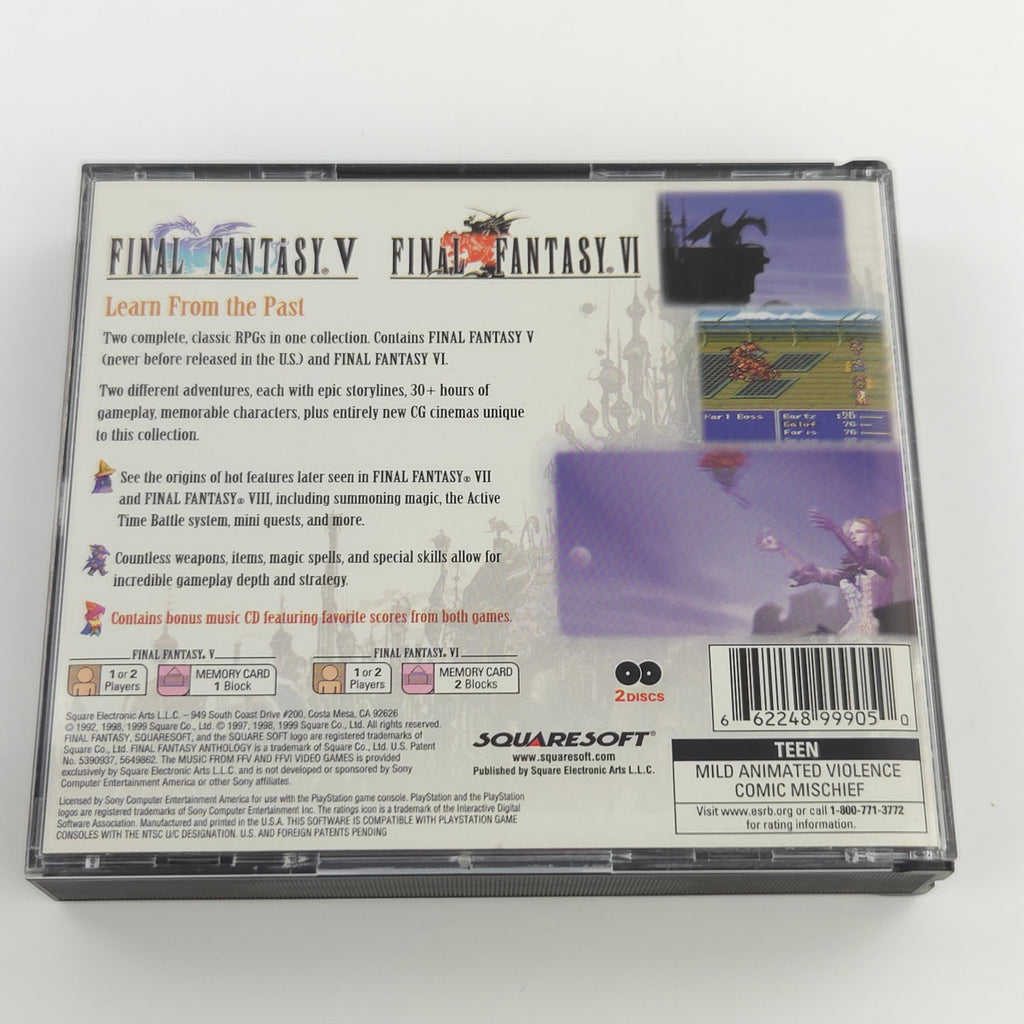 FINAL FANTASY® V
FINAL FANTASY® VI
Learn From the Past
Two complete, classic RPGs in one collection. Contains FINAL FANTASY V
(never before released in the U.S.) and FINAL FANTASY VI.
Two different adventures, each with epic storylines, 30+ hours of
gameplay, memorable characters, plus entirely new CG cinemas unique
to this collection.
See the origins of hot features later seen in FINAL FANTASY® VII
and FINAL FANTASY® VIII, including summoning magic, the Active
Time Battle system, mini quests, and more.
Countless weapons, items, magic spells, and special skills allow for
incredible gameplay depth and strategy.
Contains bonus music CD featuring favorite scores from both games.
Karl Boss
Bartz 120
Galuf 76
Faris 76
FINAL FANTASY® V
1 or 2
Players
MEMORY CARD
1 Block
FINAL FANTASY® VI
1 or 2
Players
MEMORY CARD
2 Blocks
2 DISCS
6 62248 99905 0
Square Electronic Arts L.L.C. – 949 South Coast Drive #200, Costa Mesa, CA 92626
© 1992, 1998, 1999 Square Co., Ltd. © 1997, 1998, 1999 Square Co., Ltd. All rights reserved.
FINAL FANTASY, SQUARESOFT, and the SQUARE SOFT logo are registered trademarks of
Square Co., Ltd. FINAL FANTASY ANTHOLOGY is a trademark of Square Co., Ltd. U.S. Patent
No. 5390937, 5649862. The MUSIC FROM FFV AND FFVI VIDEO GAMES is provided
exclusively by Square Electronic Arts L.L.C. and is not developed or sponsored by Sony
Computer Entertainment America or other Sony affiliates.
Licensed by Sony Computer Entertainment America for use with the PlayStation game console. PlayStation and the PlayStation
logos are registered trademarks of Sony Computer Entertainment Inc. The ratings icon is a trademark of the Interactive Digital
Software Association. Manufactured and printed in the U.S.A. THIS SOFTWARE IS COMPATIBLE WITH PLAYSTATION GAME
CONSOLES WITH THE NTSC U/C DESIGNATION. U.S. AND FOREIGN PATENTS PENDING
SQUARESOFT®
www.squaresoft.com
Published by Square Electronic Arts L.L.C.
TEEN
MILD ANIMATED VIOLENCE
COMIC MISCHIEF
Visit www.esrb.org or call 1-800-771-3772
for rating information.